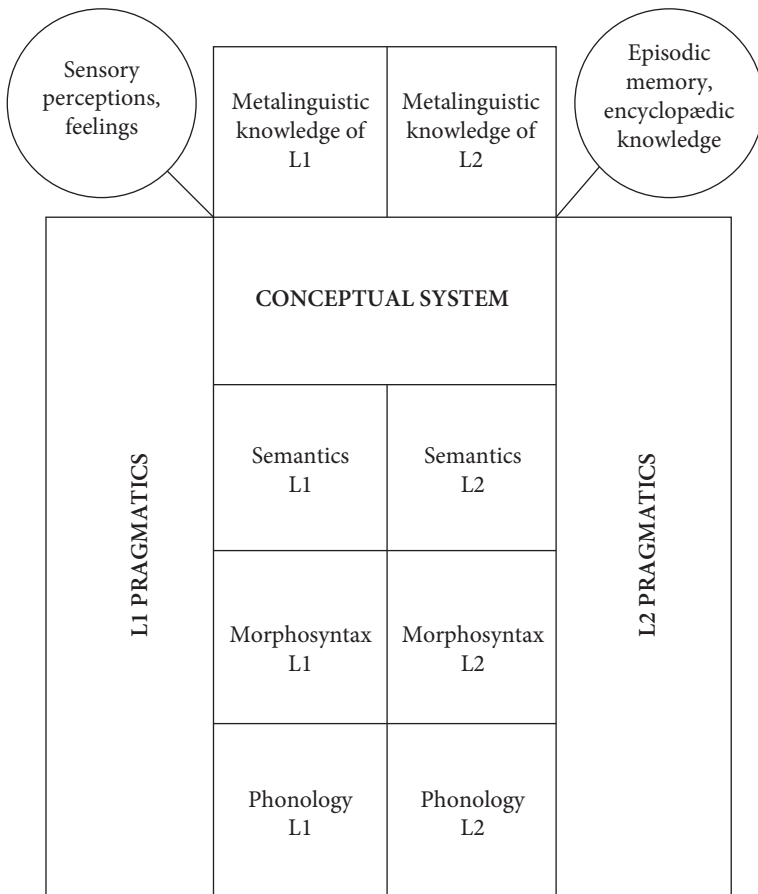 Sensory
perceptions,
feelings
Metalinguistic
knowledge of
L1
Metalinguistic
knowledge of
L2
Episodic
memory,
encyclopædic
knowledge
CONCEPTUAL SYSTEM
L1 PRAGMATICS
Semantics
L1
Semantics
L2
L2 PRAGMATICS
Morphosyntax
L1
Morphosyntax
L2
Phonology
L1
Phonology
L2